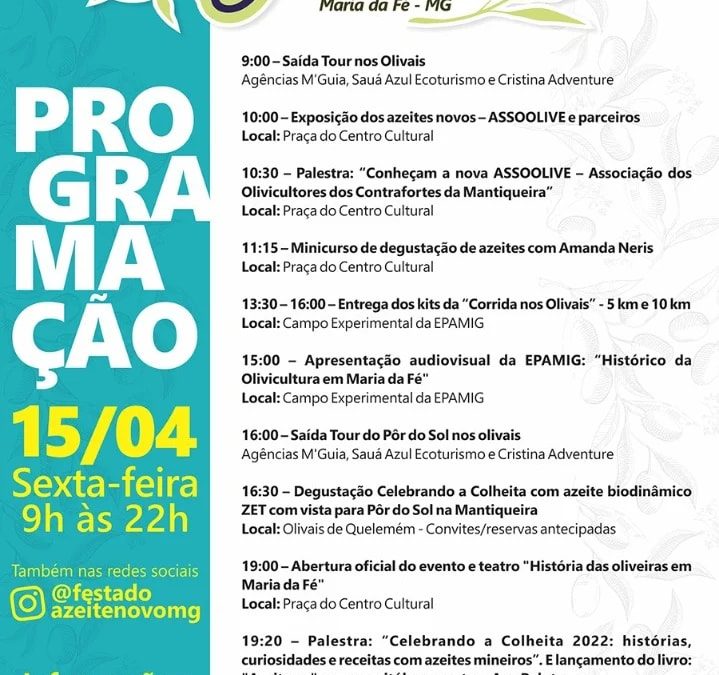 Maria da Fé - MG
PRO
GRA
MA
ÇÃO
15/04
Sexta-feira
9h às 22h
Também nas redes sociais
@festado
azeitenovomg
9:00 – Saída Tour nos Olivais
Agências M'Guia, Sauá Azul Ecoturismo e Cristina Adventure
10:00 – Exposição dos azeites novos – ASSOOLIVE e parceiros
Local: Praça do Centro Cultural
10:30 – Palestra: “Conheçam a nova ASSOOLIVE – Associação dos
Olivicultores dos Contrafortes da Mantiqueira”
Local: Praça do Centro Cultural
11:15 – Minicurso de degustação de azeites com Amanda Neris
Local: Praça do Centro Cultural
13:30 – 16:00 – Entrega dos kits da “Corrida nos Olivais” - 5 km e 10 km
Local: Campo Experimental da EPAMIG
15:00 – Apresentação audiovisual da EPAMIG: “Histórico da
Olivicultura em Maria da Fé"
Local: Campo Experimental da EPAMIG
16:00 – Saída Tour do Pôr do Sol nos olivais
Agências M'Guia, Sauá Azul Ecoturismo e Cristina Adventure
16:30 – Degustação Celebrando a Colheita com azeite biodinâmico
ZET com vista para Pôr do Sol na Mantiqueira
Local: Olivais de Quelemém - Convites/reservas antecipadas
19:00 – Abertura oficial do evento e teatro "História das oliveiras em
Maria da Fé"
Local: Praça do Centro Cultural
19:20 – Palestra: “Celebrando a Colheita 2022: histórias,
curiosidades e receitas com azeites mineiros”. E lançamento do livro: